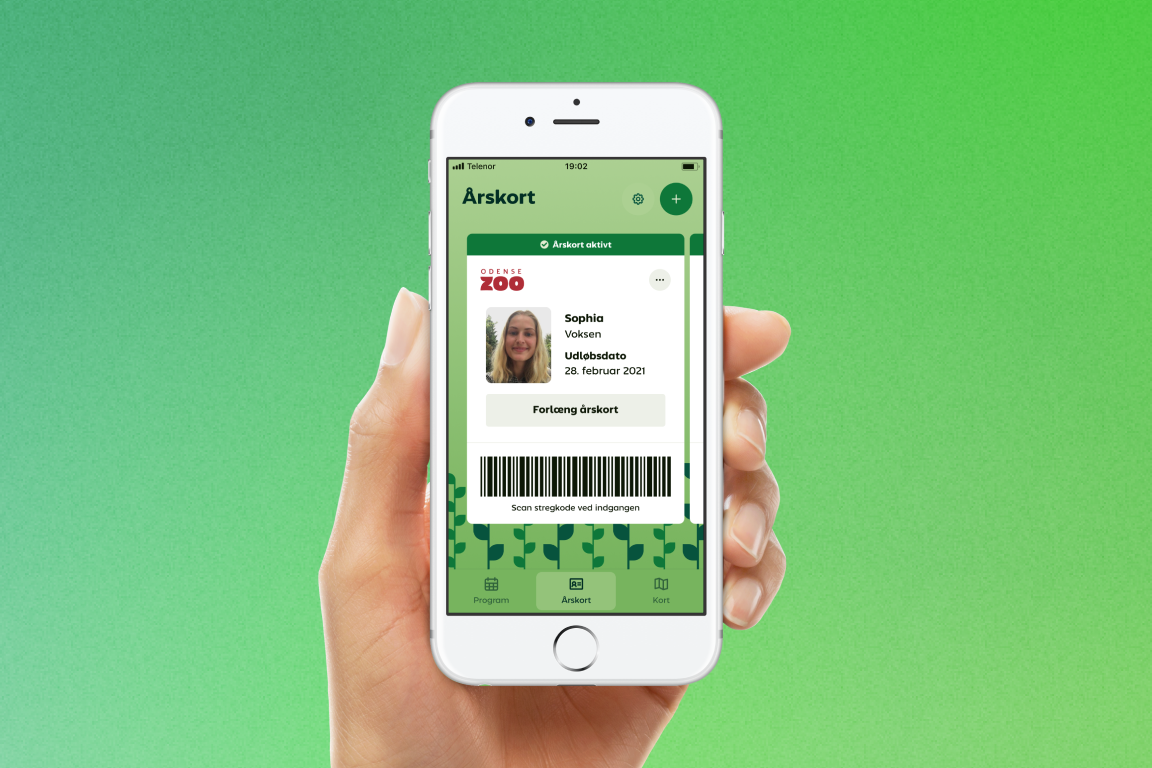 Telenor
19:02
Årskort
Årskort aktivt
ODENSE
ZOO
Sophia
Voksen
Udløbsdato
28. februar 2021
Forlæng årskort
Scan stregkode ved indgangen
Program
Årskort
Kort